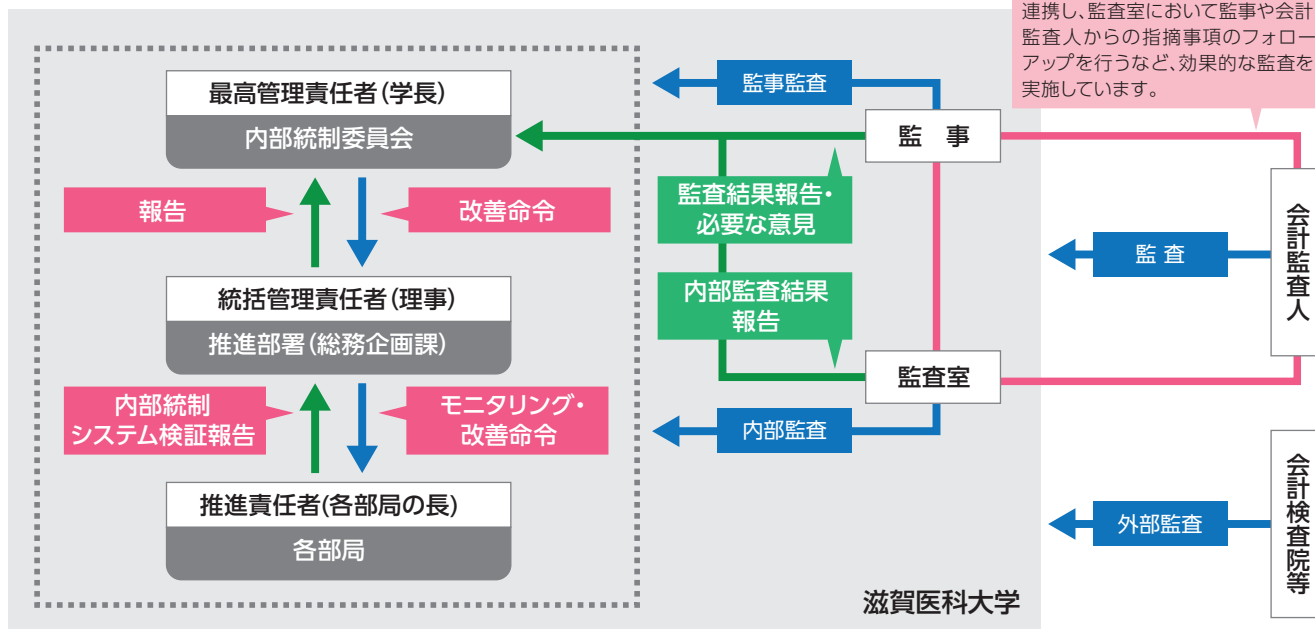 連携し、監査室において監事や会計
監査人からの指摘事項のフォロー
アップを行うなど、効果的な監査を
実施しています。
最高管理責任者(学長)
内部統制委員会
報告
改善命令
統括管理責任者(理事)
推進部署(総務企画課)
内部統制
システム検証報告
モニタリング・
改善命令
推進責任者(各部局の長)
各部局
監事監査
監 事
監査結果報告・
必要な意見
内部監査結果
報告
監査室
内部監査
監 査
会計監査人
外部監査
会計検査院等
滋賀医科大学